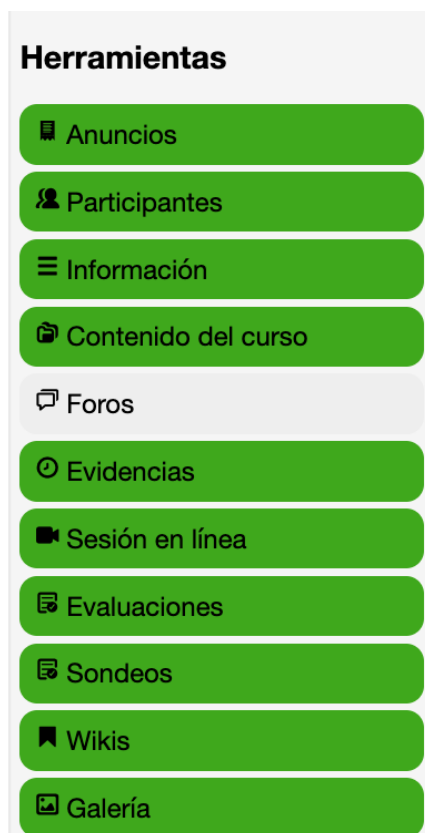 Herramientas
Anuncios
Participantes
Información
Contenido del curso
Foros
Evidencias
Sesión en línea
Evaluaciones
Sondeos
Wikis
Galería